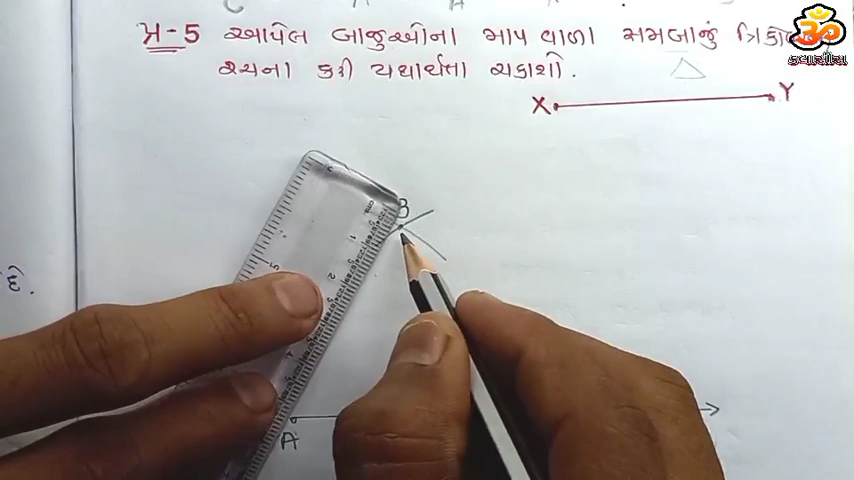 પ્ર-5 આપેલ બાજુઓના માપ વાળા સમબાજું
રચના કરી યથાર્થતા ચકાશો.
X Y
B
A
છે.
ૐ